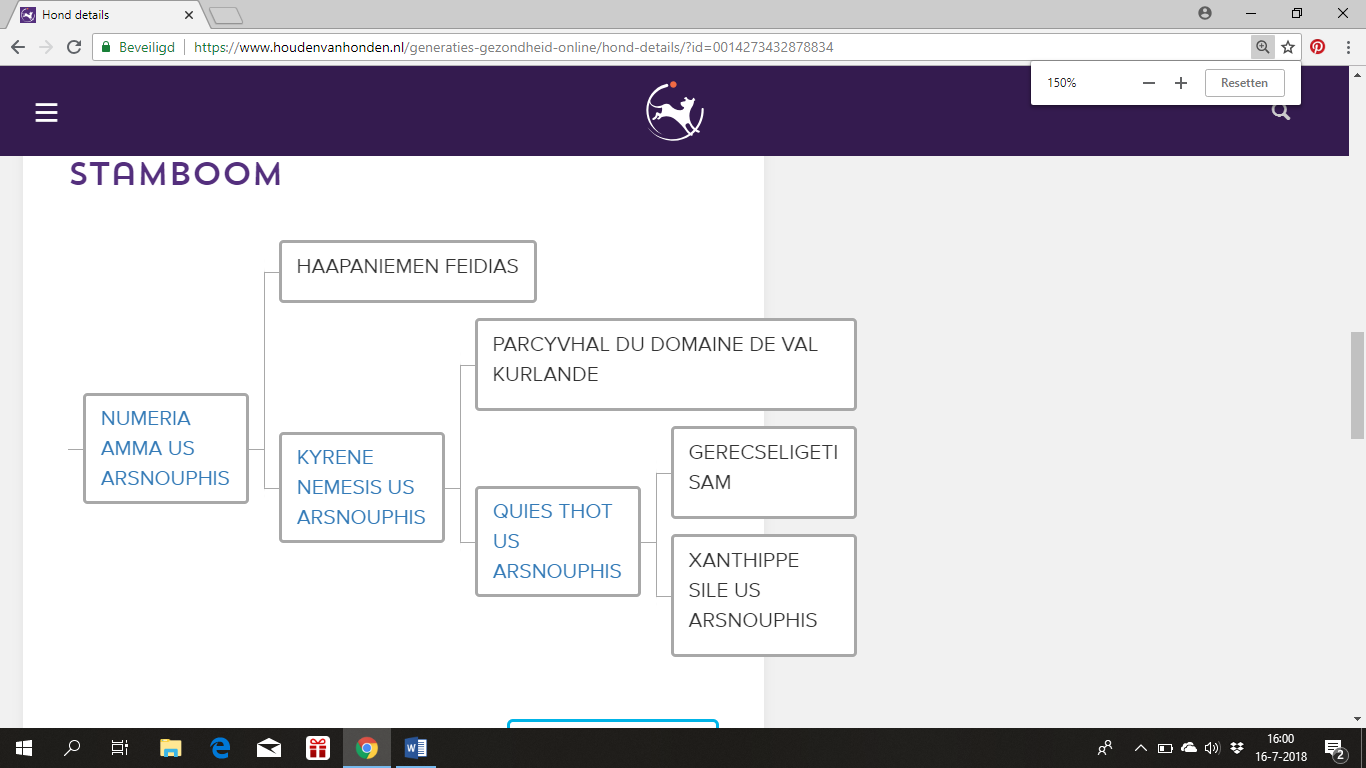 Hond details
Beveiligd
https://www.houdenvanhonden.nl/generaties-gezondheid-online/hond-details/?id=0014273432878834
150%
Resetten
STAMBOOM
HAAPANIEMEN FEIDIAS
PARCYVHAL DU DOMAINE DE VAL
KURLANDE
NUMERIA
AMMA US
ARSNOUPHIS
KYRENE
NEMESIS US
ARSNOUPHIS
GERECSELIGETI
SAM
QUIES THOT
US
ARSNOUPHIS
XANTHIPPE
SILE US
ARSNOUPHIS
16:00
16-7-2018
2